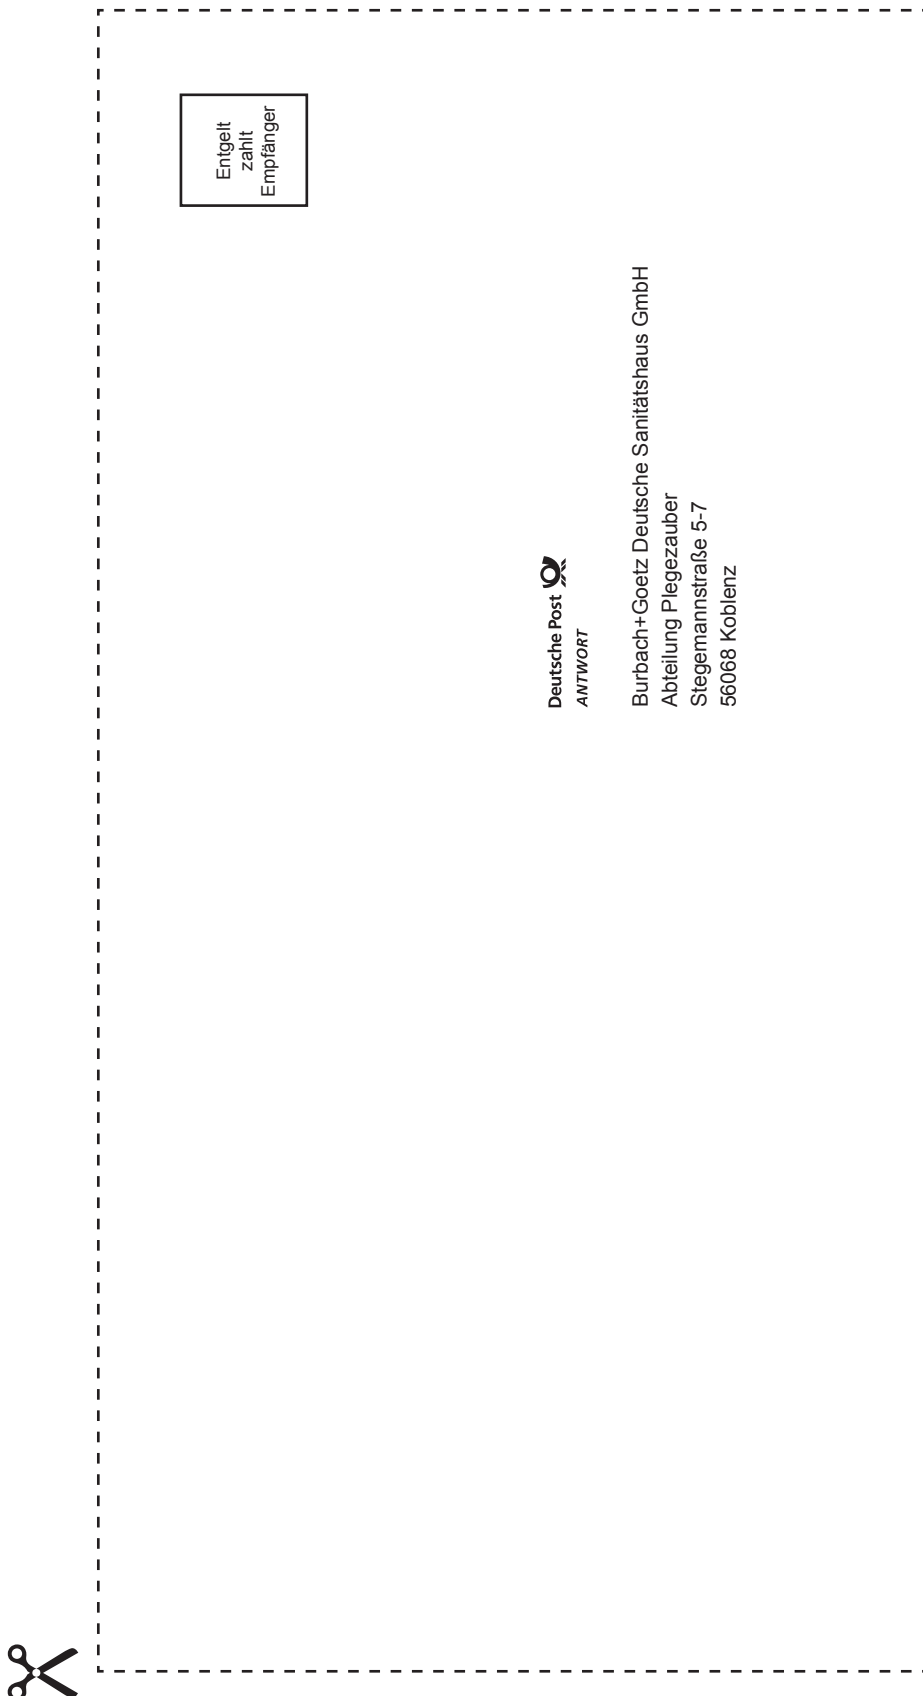 Entgelt
zahlt
Empfänger
Deutsche Post
ANTWORT
Burbach+Goetz Deutsche Sanitätshaus GmbH
Abteilung Plegezauber
Stegemannstraße 5-7
56068 Koblenz